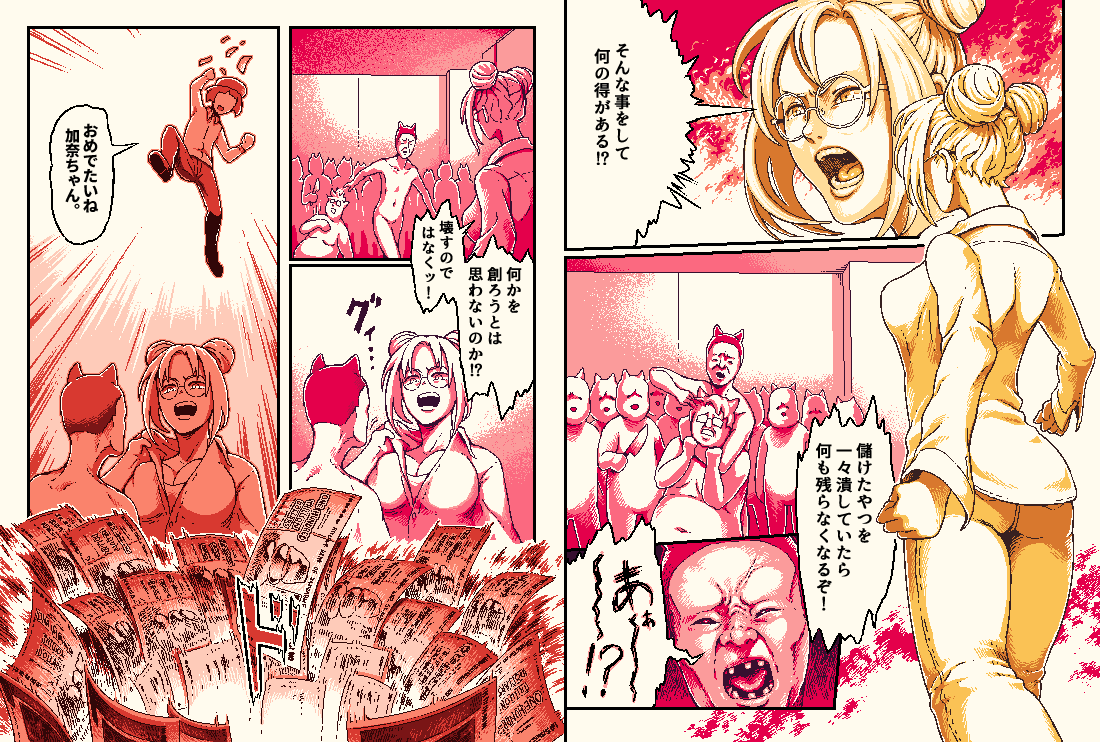 そんな事をして
何の得がある!?
儲けたやつを
一々潰していたら
何も残らなくなるぞ！
あぁ〜〜
〜〜!?
何かを
創ろうとは
思わないのか!?
壊すので
はなくッ！
グッ
ィ…
おめでたいね
加奈ちゃん。
ド